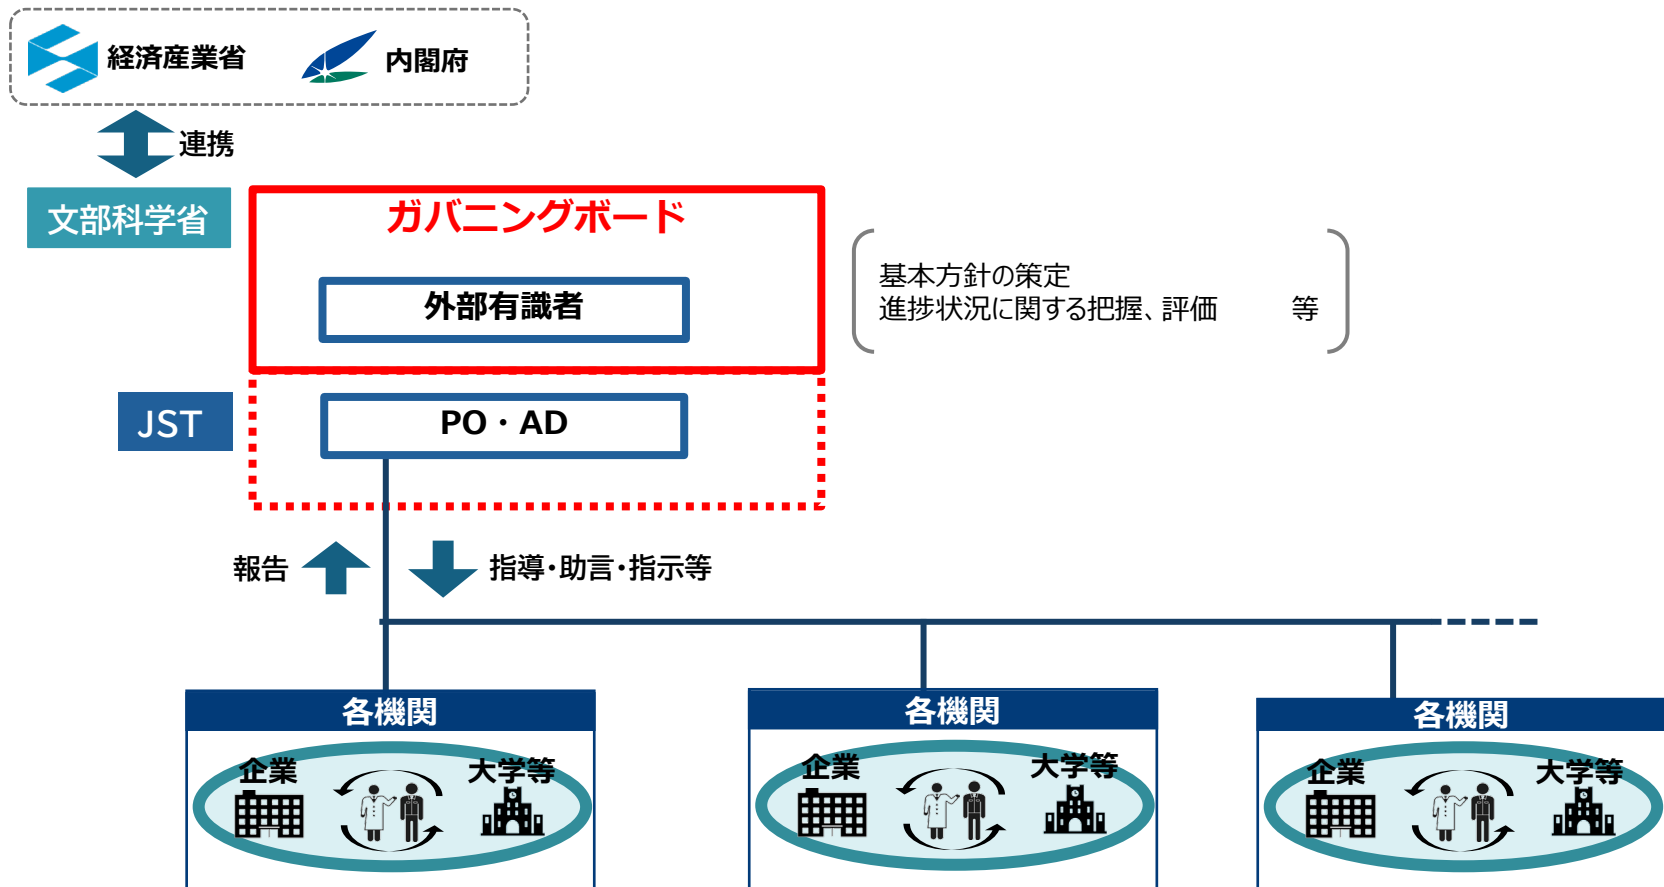 経済産業省
内閣府
連携
文部科学省
ガバニングボード
外部有識者
基本方針の策定
進捗状況に関する把握、評価 等
JST
PO・AD
報告
指導・助言・指示等
各機関
企業
大学等
各機関
企業
大学等
各機関
企業
大学等